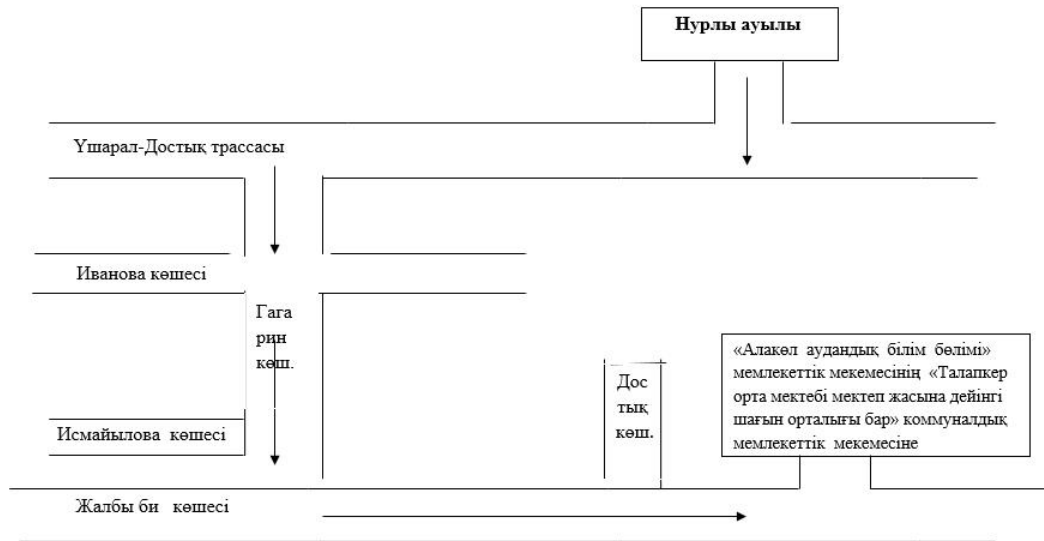 Нурлы ауылы
Үшарал-Достық трассасы
Иванова көшесі
Гага
рин
көш.
«Алакөл аудандық білім бөлімі»
мемлекеттік мекемесінің «Талапкер
орта мектебі мектеп жасына дейінгі
шағын орталығы бар» коммуналдық
мемлекеттік мекемесіне
Дос
тық
көш.
Исмайылова көшесі
Жалбы би көшесі